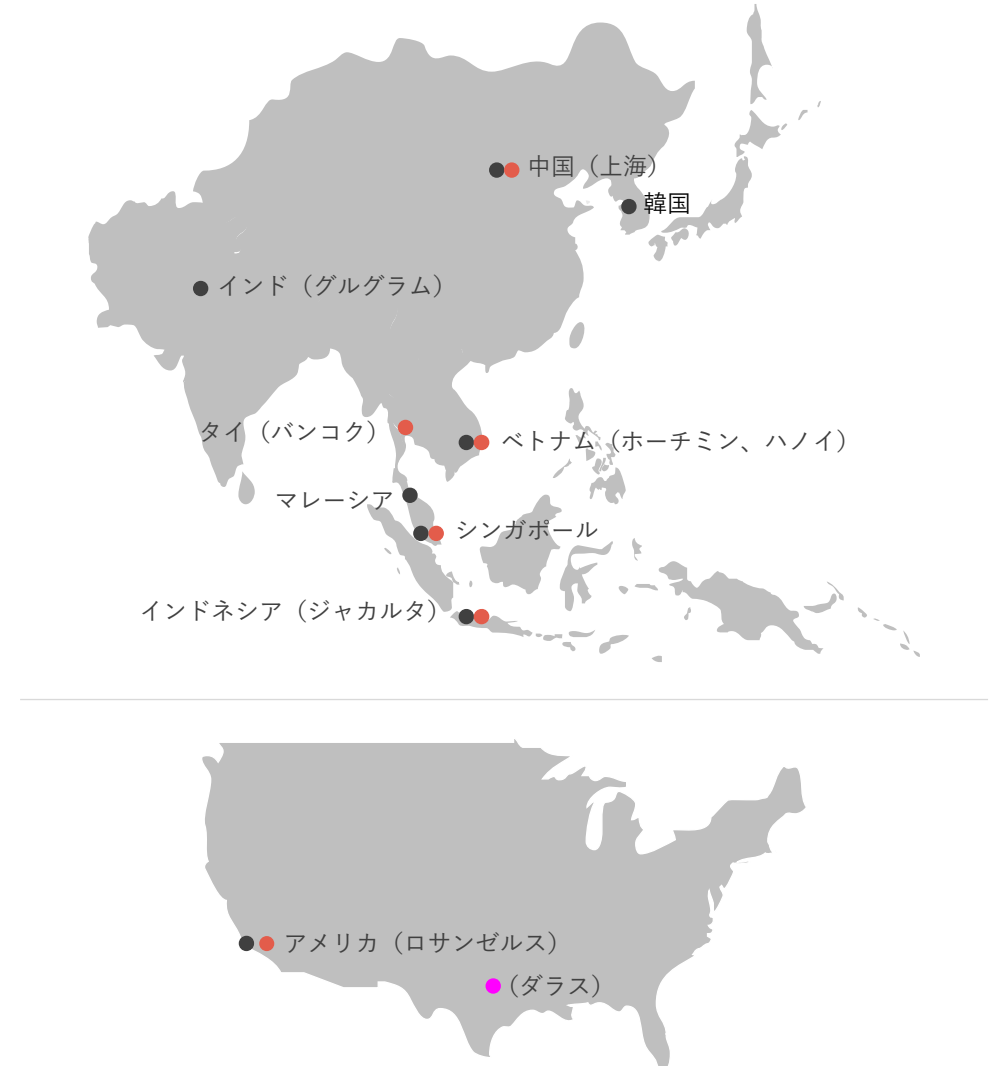 中国（上海）
韓国
インド（グルグラム）
タイ（バンコク）
ベトナム（ホーチミン、ハノイ）
マレーシア
シンガポール
インドネシア（ジャカルタ）
アメリカ（ロサンゼルス）
（ダラス）